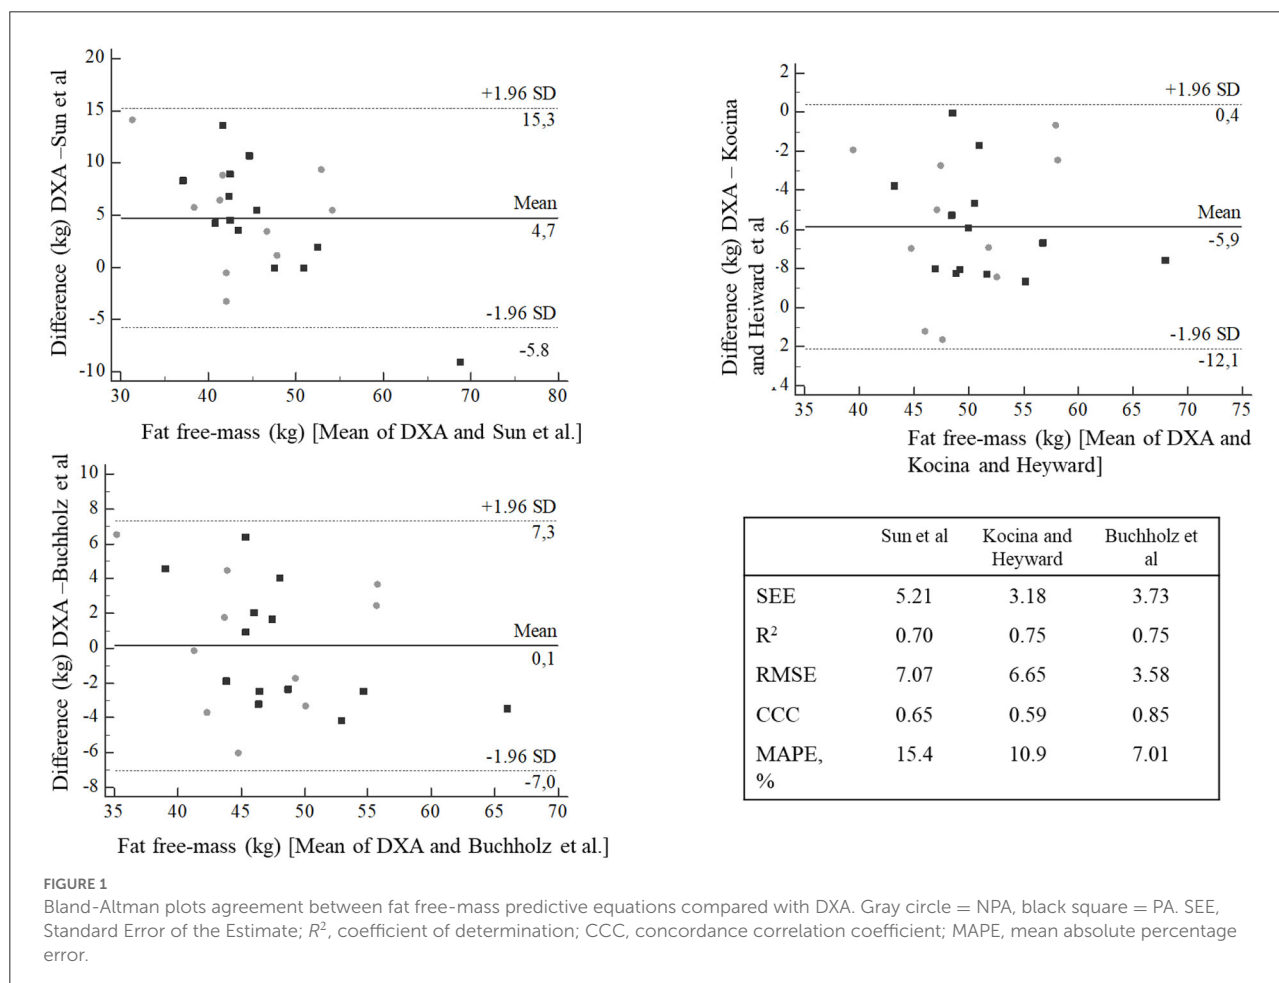 Difference (kg) DXA –Sun et al
20
15
10
5
0
-5
-10
+1.96 SD
15,3
Mean
4,7
-1.96 SD
-5.8
30 40 50 60 70 80
Fat free-mass (kg) [Mean of DXA and Sun et al.]
Difference (kg) DXA – Kocina
and Heiward et al
2
0
-2
-4
-6
-8
0
2
4
+1.96 SD
0,4
Mean
-5,9
-1.96 SD
-12,1
35 40 45 50 55 60 65 70 75
Fat free-mass (kg) [Mean of DXA and
Kocina and Heyward]
Difference (kg) DXA –Buchholz et al
10
8
6
4
2
0
-2
-4
-6
-8
+1.96 SD
7,3
Mean
0,1
-1.96 SD
-7,0
35 40 45 50 55 60 65 70
Fat free-mass (kg) [Mean of DXA and Buchholz et al.]
Sun et al Kocina and Buchholz et
Heyward al
SEE 5.21 3.18 3.73
R² 0.70 0.75 0.75
RMSE 7.07 6.65 3.58
CCC 0.65 0.59 0.85
MAPE, 15.4 10.9 7.01
%
FIGURE 1
Bland-Altman plots agreement between fat free-mass predictive equations compared with DXA. Gray circle = NPA, black square = PA. SEE,
Standard Error of the Estimate; R², coefficient of determination; CCC, concordance correlation coefficient; MAPE, mean absolute percentage
error.